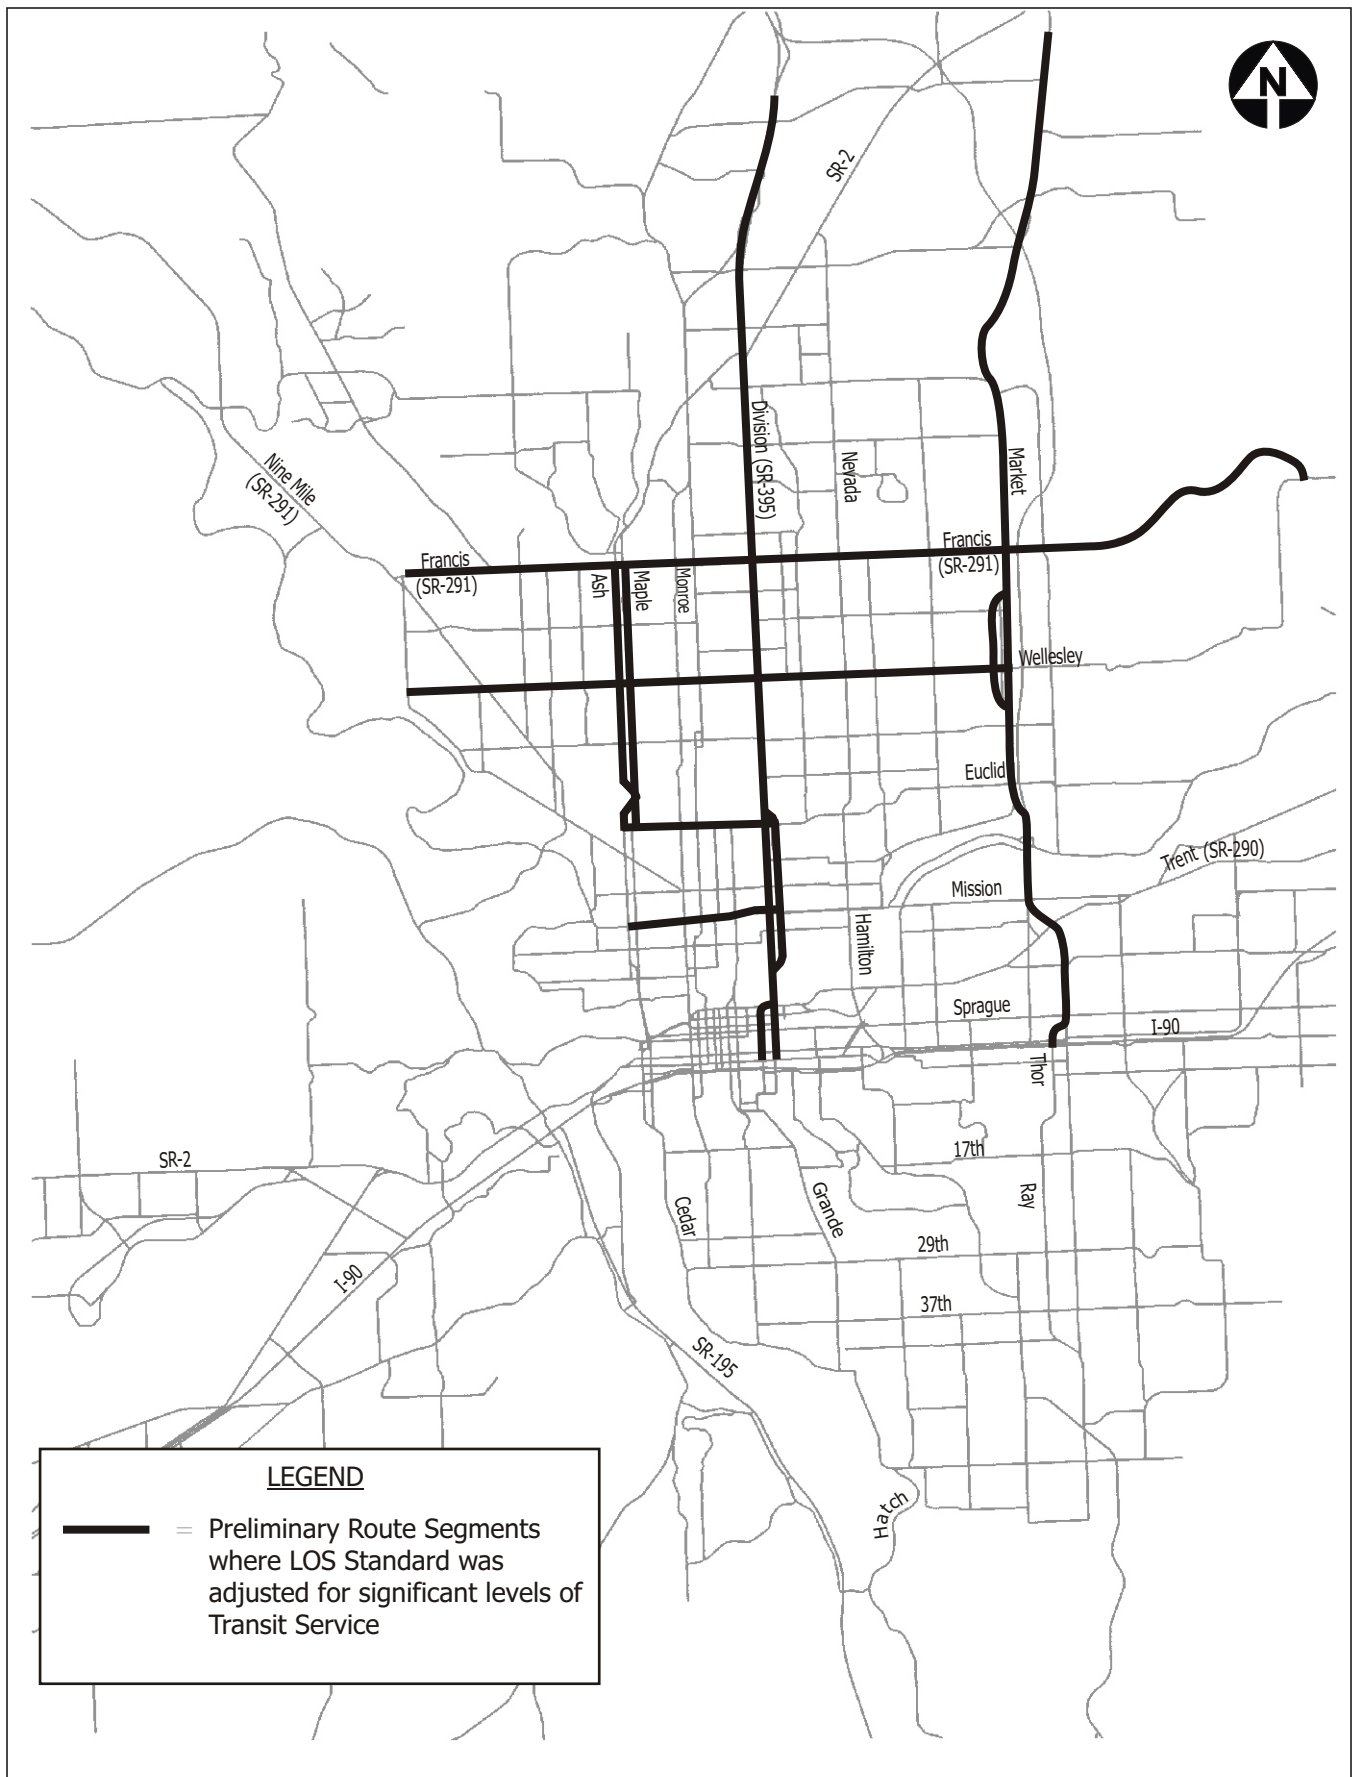 N
SR-2
Division (SR-395)
Nevada
Market
Nine Mile
(SR-291)
Francis
(SR-291)
Ash
Maple
Monroe
Francis
(SR-291)
Wellesley
Euclid
Trent (SR-290)
Mission
Hamilton
Sprague
I-90
Thor
SR-2
17th
Cedar
Grande
Ray
29th
I-90
37th
SR-195
Hatch
LEGEND
= Preliminary Route Segments
where LOS Standard was
adjusted for significant levels of
Transit Service